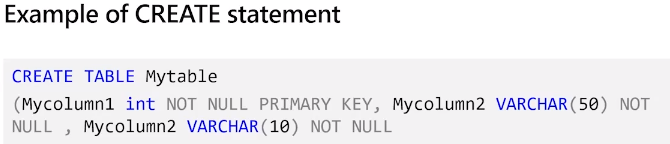 Example of CREATE statement
CREATE TABLE Mytable
(Mycolumn1 int NOT NULL PRIMARY KEY, Mycolumn2 VARCHAR(50) NOT
NULL , Mycolumn2 VARCHAR(10) NOT NULL